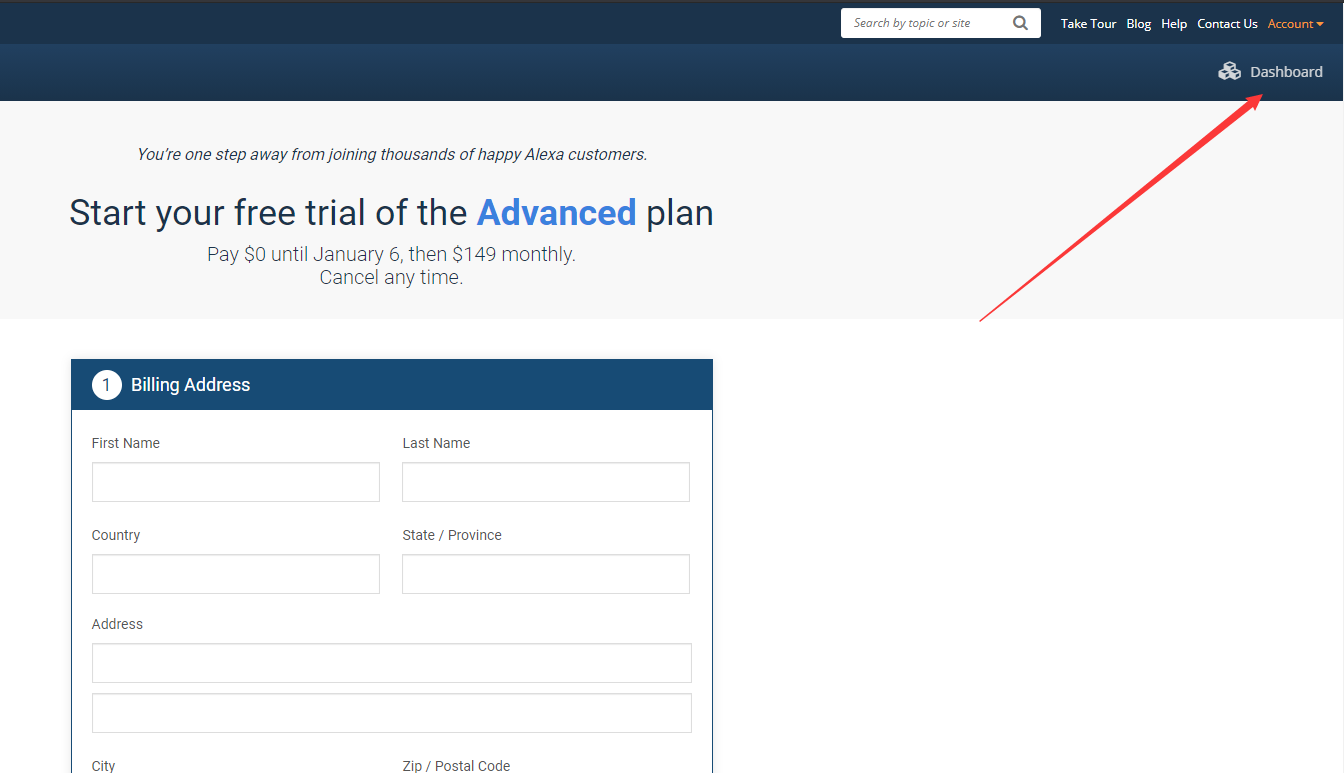 Search by topic or site
Take Tour Blog Help Contact Us Account
Dashboard
You're one step away from joining thousands of happy Alexa customers.
Start your free trial of the Advanced plan
Pay $0 until January 6, then $149 monthly.
Cancel any time.
1 Billing Address
First Name Last Name
Country State / Province
Address
City Zip / Postal Code